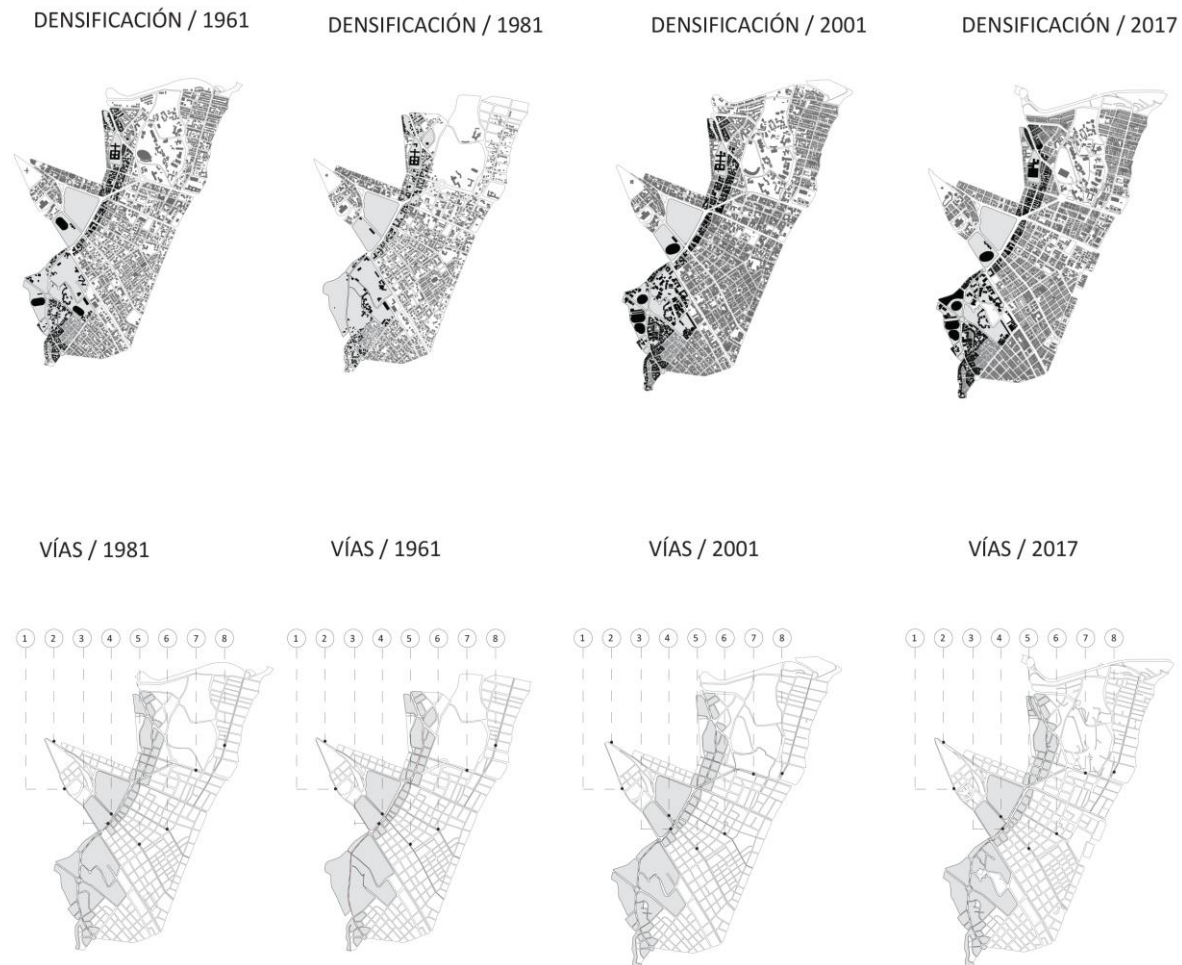 DENSIFICACIÓN / 1961
DENSIFICACIÓN / 1981
DENSIFICACIÓN / 2001
DENSIFICACIÓN / 2017
VÍAS / 1981
VÍAS / 1961
VÍAS / 2001
VÍAS / 2017
1 2 3 4 5 6 7 8
1 2 3 4 5 6 7 8
1 2 3 4 5 6 7 8
1 2 3 4 5 6 7 8